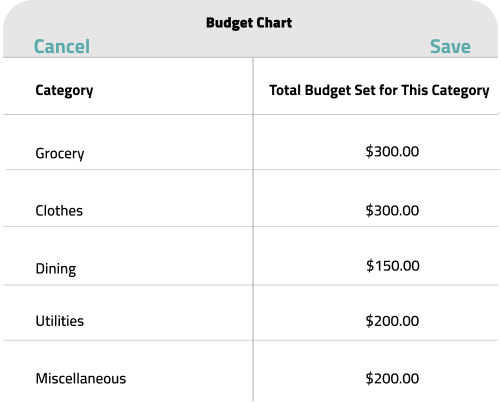 Budget Chart
Cancel Save
Category Total Budget Set for This Category
Grocery $300.00
Clothes $300.00
Dining $150.00
Utilities $200.00
Miscellaneous $200.00